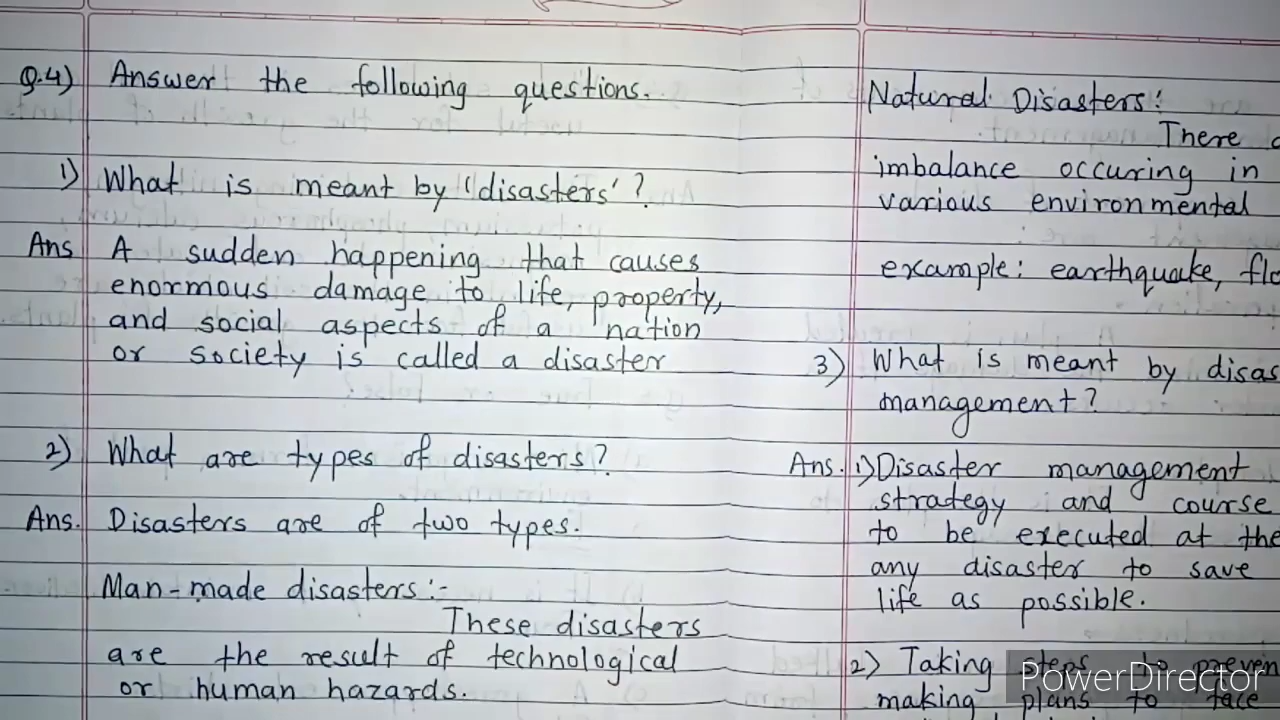 Q.4) Answer the following questions.
1) What is meant by "disasters'?
Ans A sudden happening that causes
enormous damage to life, property,
and social aspects of a nation
or society is called a disaster
2) What are types of disasters?
Ans. Disasters are of two types.
Man-made disasters:-
These disasters
are the result of technological
or human hazards.
Natural Disasters:
There
imbalance occuring in
various environmental
example: earthquake,
3) What is meant by
management?
Ans. 1) Disaster management
strategy and course
to be executed at the
any disaster to save
life as possible.
2) Taking steps to
making plans to face
PowerDirector